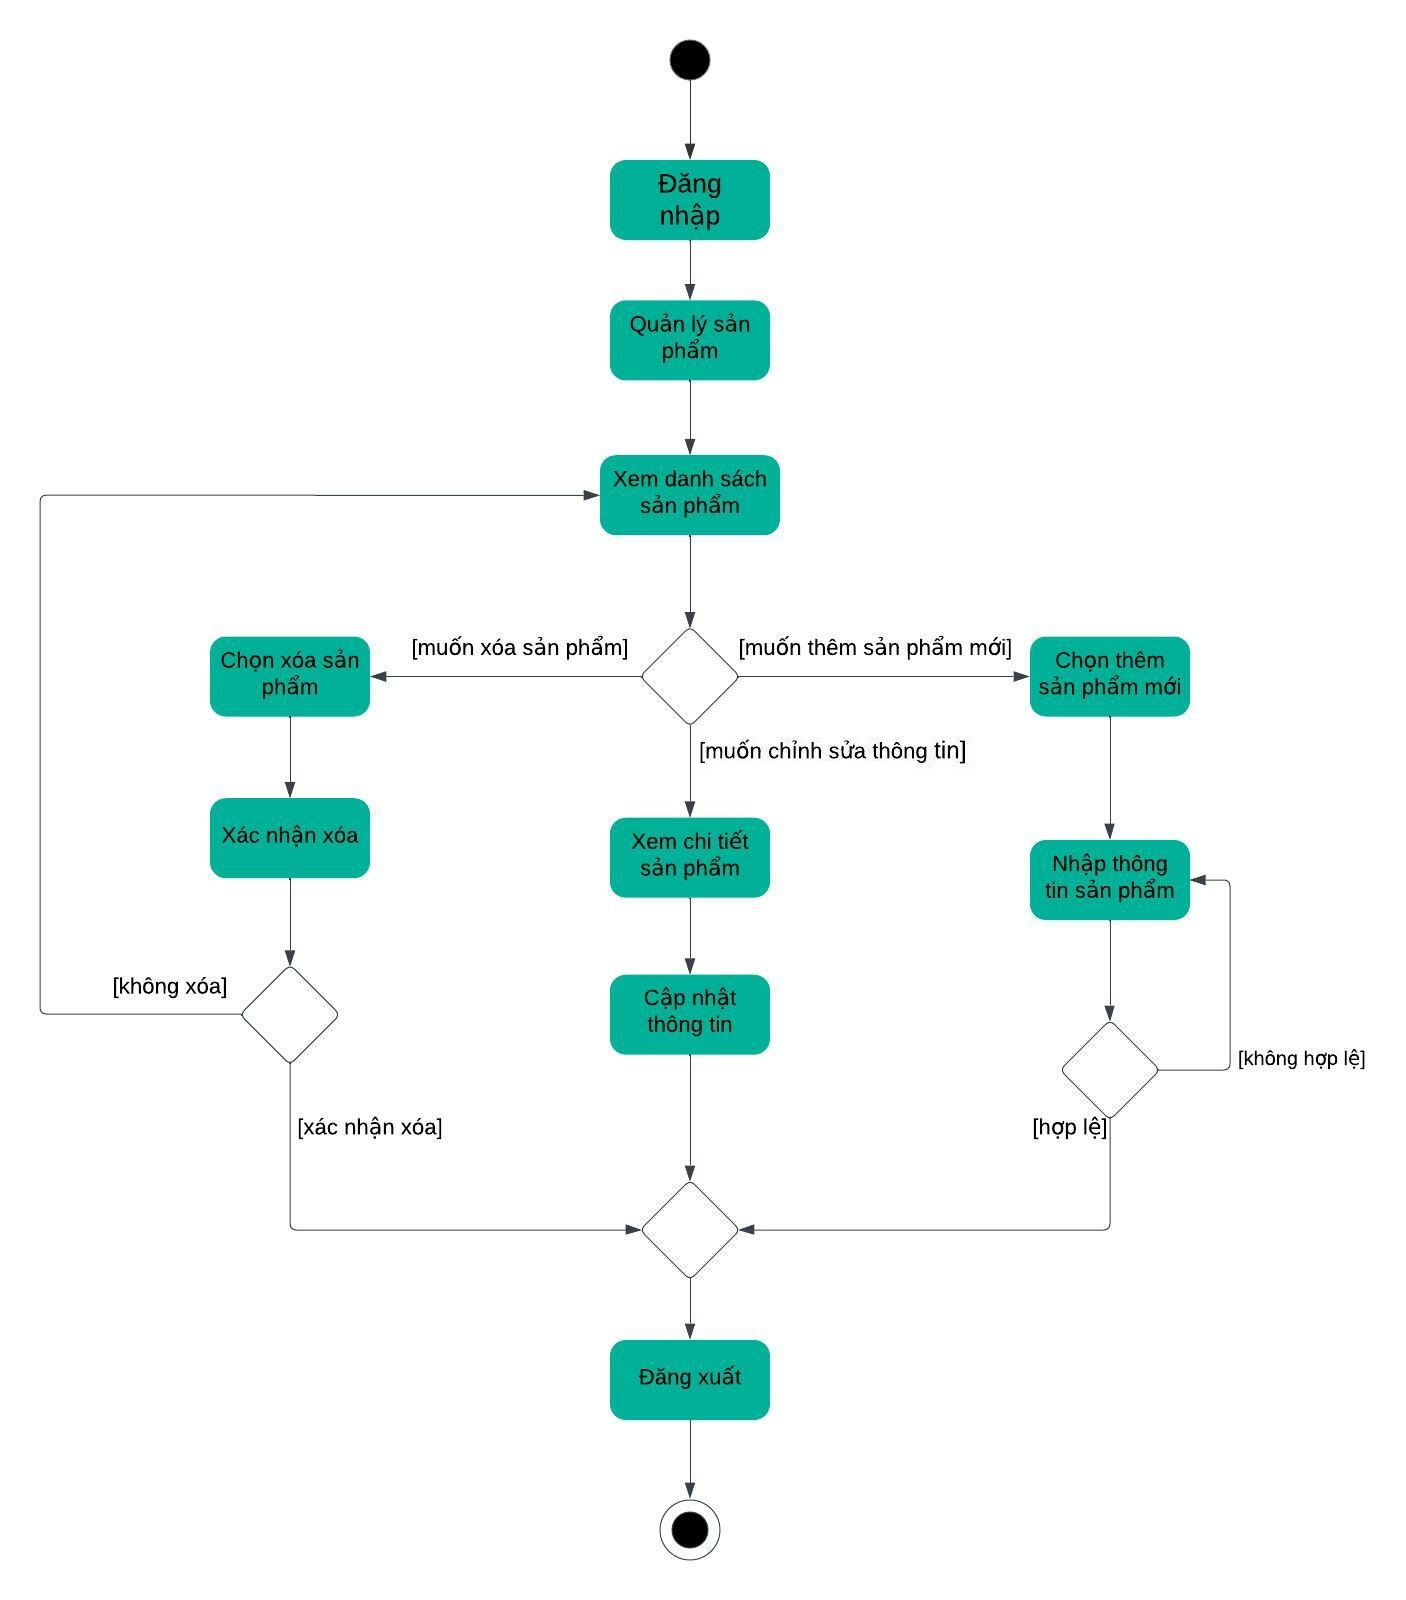 Đăng
nhập
Quản lý sản
phẩm
Xem danh sách
sản phẩm
[muốn xóa sản phẩm]
[muốn thêm sản phẩm mới]
Chọn xóa sản
phẩm
Chọn thêm
sản phẩm mới
[muốn chỉnh sửa thông tin]
Xác nhận xóa
Xem chi tiết
sản phẩm
Nhập thông
tin sản phẩm
[không xóa]
Cập nhật
thông tin
[không hợp lệ]
[xác nhận xóa]
[hợp lệ]
Đăng xuất